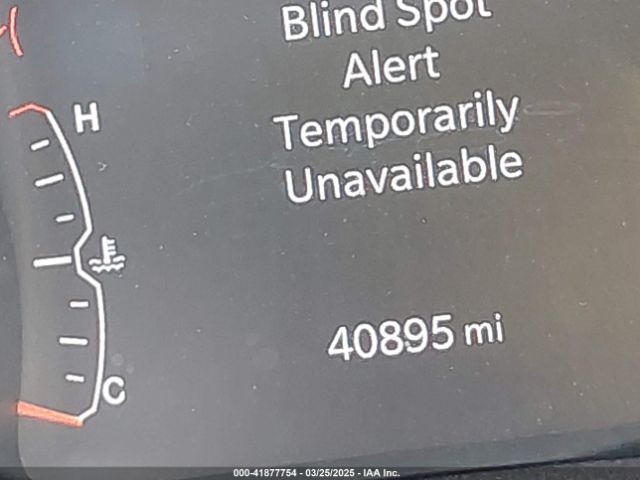 Blind Spot
Alert
Temporarily
Unavailable
H
40895 mi
C
000-41877754 - 03/25/2025 - IAA Inc.